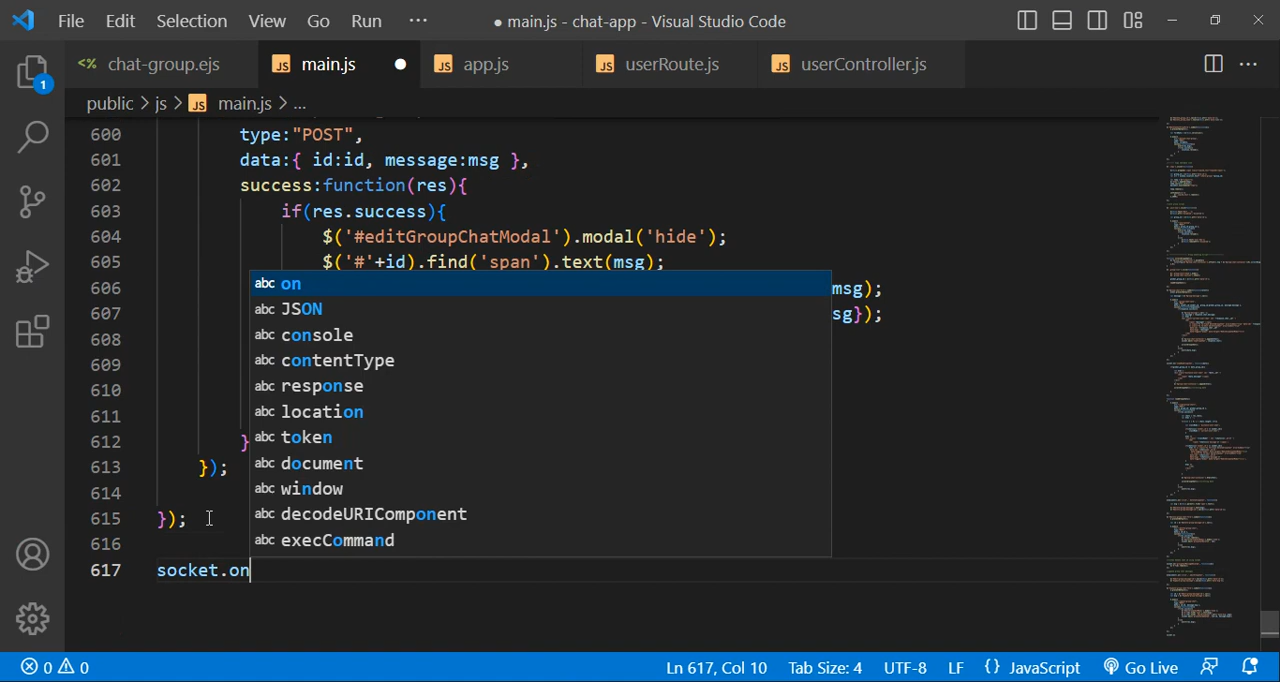 File Edit Selection View Go Run ··· ● main.js - chat-app - Visual Studio Code
<% chat-group.ejs JS main.js ● JS app.js JS userRoute.js JS userController.js ···
public > js > JS main.js > ...
600 type:"POST",
601 data:{ id:id, message:msg },
602 success:function(res){
603 if(res.success){
604 $('#editGroupChatModal').modal('hide');
605 $('#'+id).find('span').text(msg);
606 msg);
607 sg});
608
609
610
611
612 }
613 });
614
615 });
616
617 socket.on
abc on
abc JSON
abc console
abc contentType
abc response
abc location
abc token
abc document
abc window
abc decodeURIComponent
abc execCommand
1
0 0 Ln 617, Col 10 Tab Size: 4 UTF-8 LF {} JavaScript Go Live